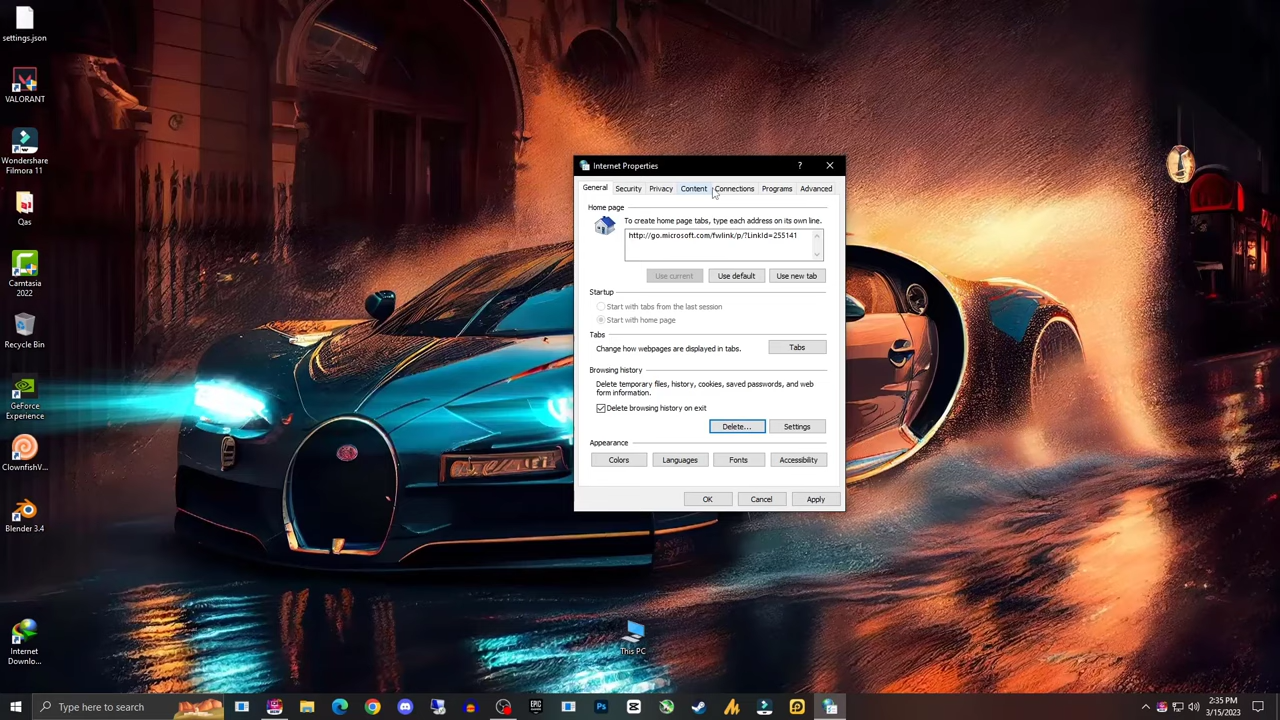 settings.json
VALORANT
Wondershare
Filmora 11
Qas
Camtasia
2022
Recycle Bin
GeForce
Experience
ClownfishV...
Blender 3.4
Internet
Downlo...
This PC
Internet Properties
?
General Security Privacy Content Connections Programs Advanced
Home page
To create home page tabs, type each address on its own line.
http://go.microsoft.com/fwlink/p/?LinkId=255141
Use current Use default Use new tab
Startup
Start with tabs from the last session
Start with home page
Tabs
Change how webpages are displayed in tabs. Tabs
Browsing history
Delete temporary files, history, cookies, saved passwords, and web
form information.
Delete browsing history on exit
Delete... Settings
Appearance
Colors Languages Fonts Accessibility
OK Cancel Apply
Type here to search
EPIC
Ps
2:35 PM
3/15/2023